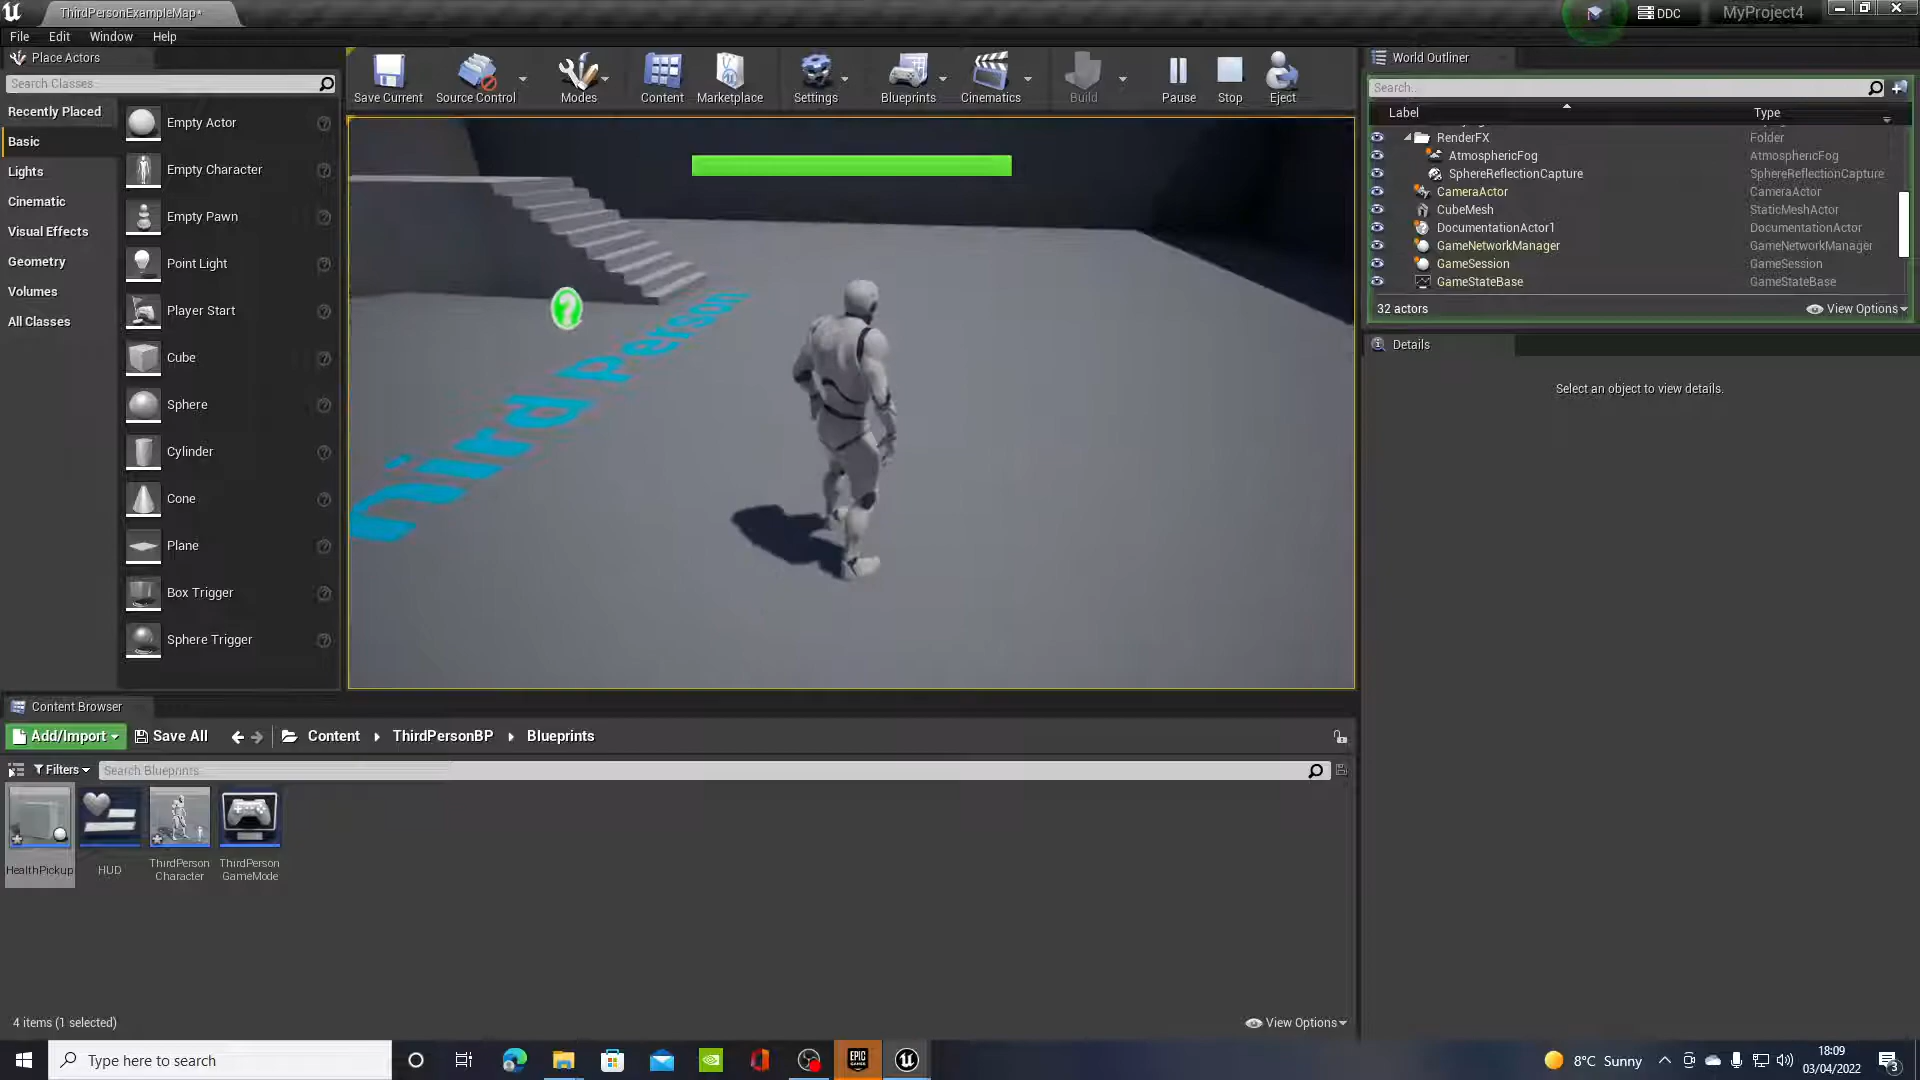 ThirdPersonExampleMap*
DDC
MyProject4
File Edit Window Help
Place Actors
Search Classes
Recently Placed
Basic
Lights
Cinematic
Visual Effects
Geometry
Volumes
All Classes
Empty Actor
Empty Character
Empty Pawn
Point Light
Player Start
Cube
Sphere
Cylinder
Cone
Plane
Box Trigger
Sphere Trigger
Save Current
Source Control
Modes
Content
Marketplace
Settings
Blueprints
Cinematics
Build
Pause
Stop
Eject
hird Person
World Outliner
Search...
Label Type
RenderFX Folder
AtmosphericFog AtmosphericFog
SphereReflectionCapture SphereReflectionCapture
CameraActor CameraActor
CubeMesh StaticMeshActor
DocumentationActor1 DocumentationActor
GameNetworkManager GameNetworkManager
GameSession GameSession
GameStateBase GameStateBase
32 actors
View Options
Details
Select an object to view details.
Content Browser
Add/Import
Save All
Content
ThirdPersonBP
Blueprints
Filters
Search Blueprints
HealthPickup
HUD
ThirdPerson
Character
ThirdPerson
GameMode
4 items (1 selected)
View Options
Type here to search
EPIC
GAMES
8°C Sunny
18:09
03/04/2022
3